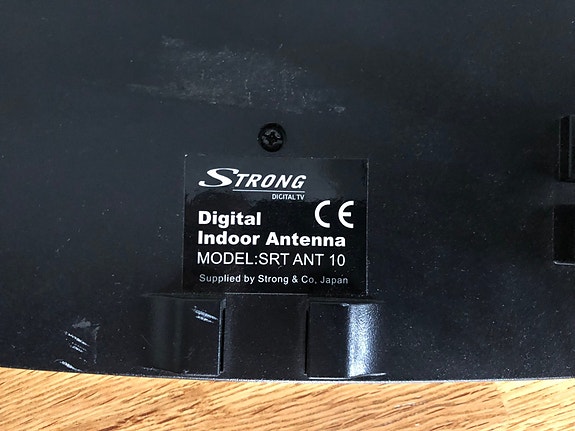 STRONG
DIGITAL TV
Digital CE
Indoor Antenna
MODEL:SRT ANT 10
Supplied by Strong & Co, Japan